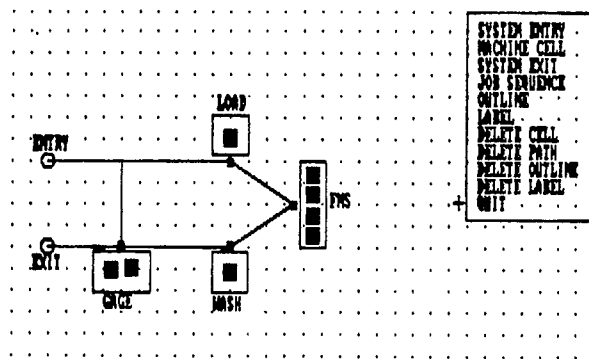 SYSTEM ENTRY
MACHINE CELL
SYSTEM EXIT
JOB SEQUENCE
OUTLINE
LABEL
DELETE CELL
DELETE PATH
DELETE OUTLINE
DELETE LABEL
QUIT
LOAD
ENTRY
FMS
EXIT
GAGE
WASH